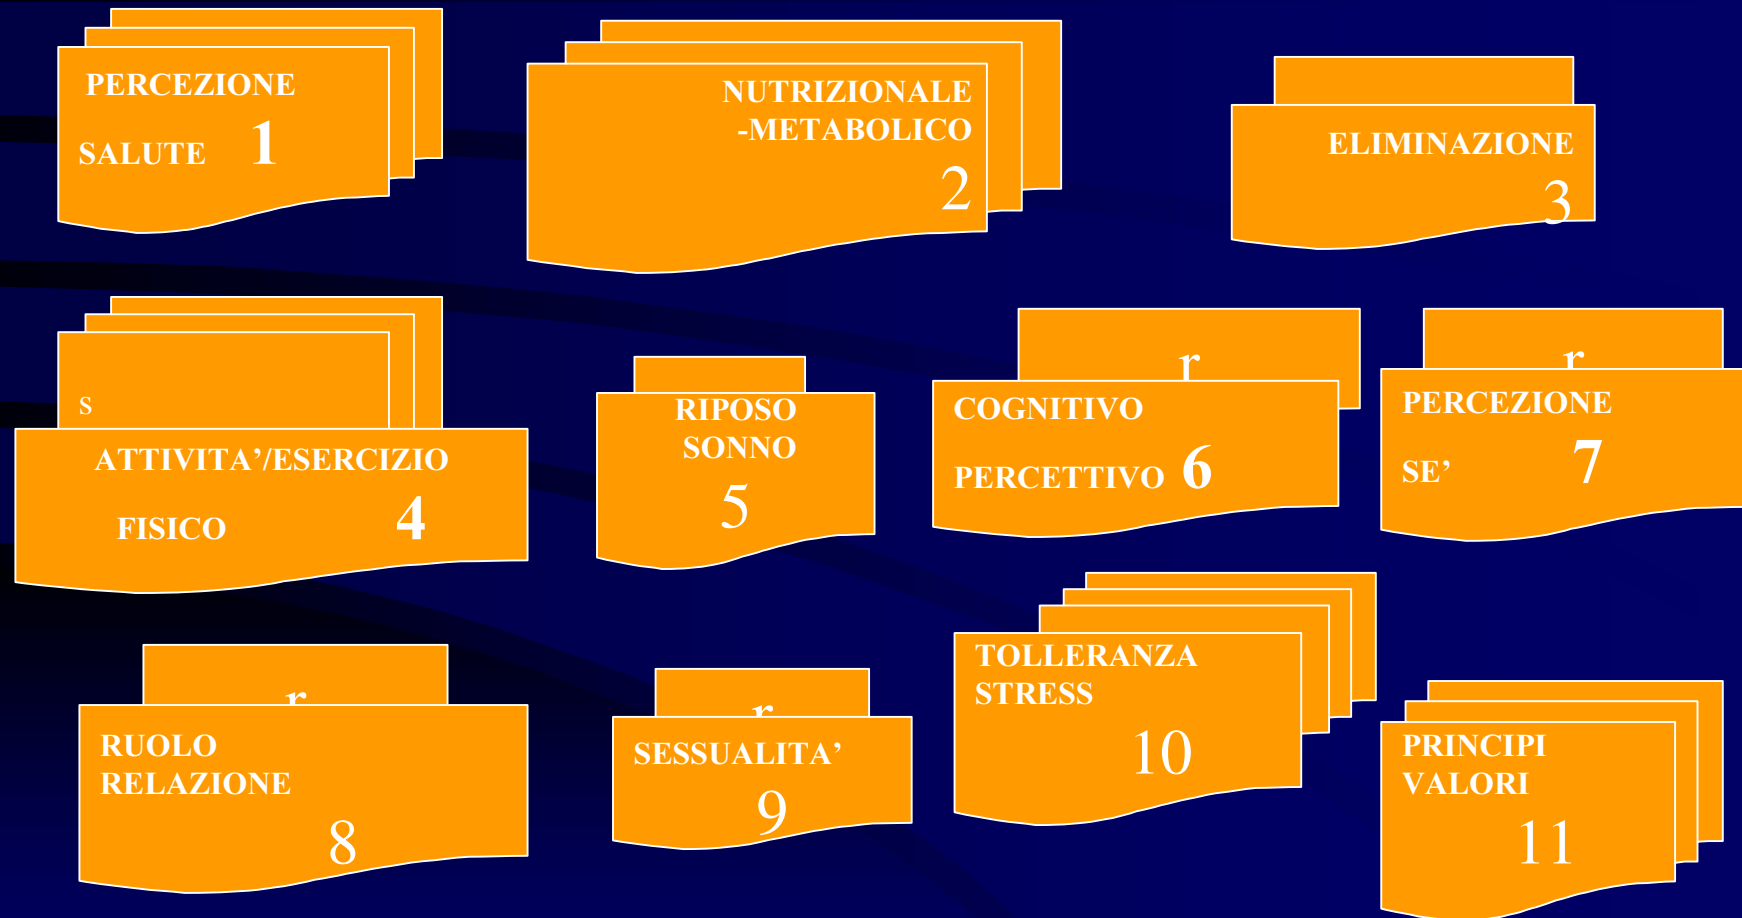 PERCEZIONE
SALUTE 1
NUTRIZIONALE
-METABOLICO
2
ELIMINAZIONE
3
s
ATTIVITA’/ESERCIZIO
FISICO 4
RIPOSO
SONNO
5
r
COGNITIVO
PERCETTIVO 6
r
PERCEZIONE
SE’ 7
r
RUOLO
RELAZIONE
8
r
SESSUALITA’
9
TOLLERANZA
STRESS
10
PRINCIPI
VALORI
11